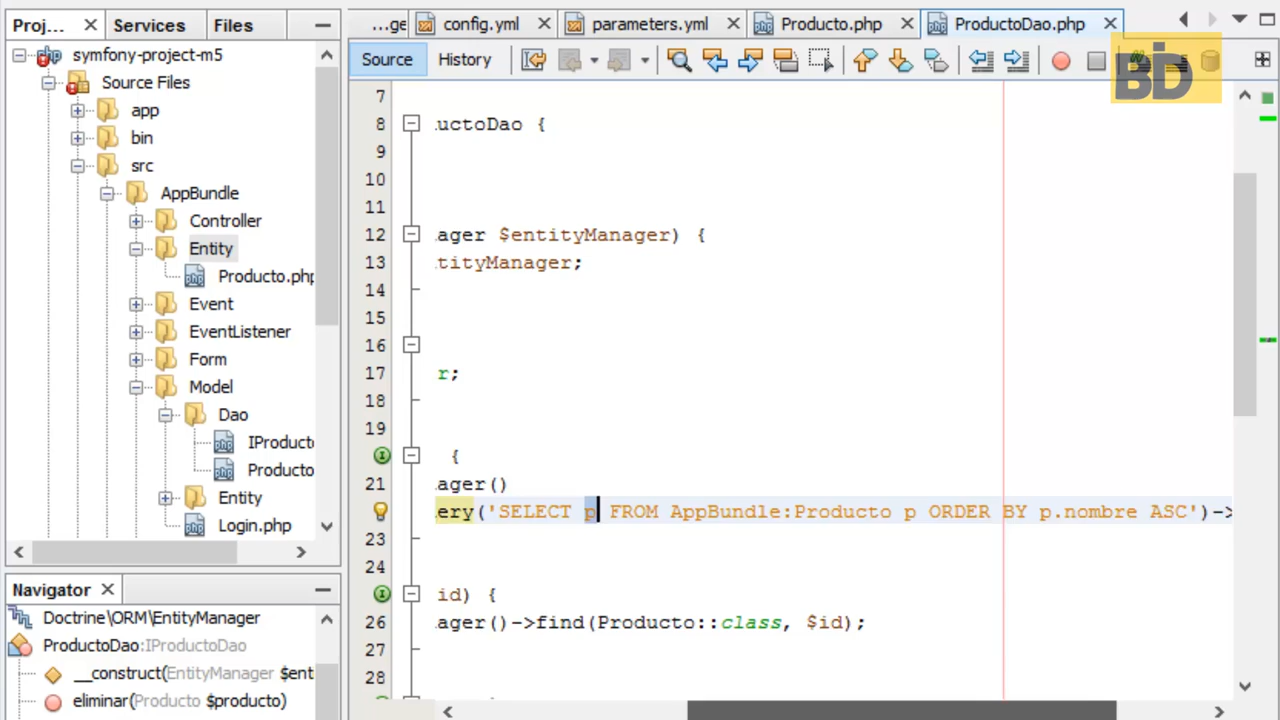 Proj...
Services
Files
...ge
config.yml
parameters.yml
Producto.php
ProductoDao.php
Source
History
BID
symfony-project-m5
Source Files
app
bin
src
AppBundle
Controller
Entity
Producto.php
Event
EventListener
Form
Model
Dao
IProducto
Producto
Entity
Login.php
Navigator
Doctrine\ORM\EntityManager
ProductoDao:IProductoDao
__construct(EntityManager $ent
eliminar(Producto $producto)
7
8 uctoDao {
9
10
11
12 ager $entityManager) {
13 tityManager;
14
15
16
17 r;
18
19
{
21 ager()
ery('SELECT p FROM AppBundle:Producto p ORDER BY p.nombre ASC')->
23
24
id) {
26 ager()->find(Producto::class, $id);
27
28